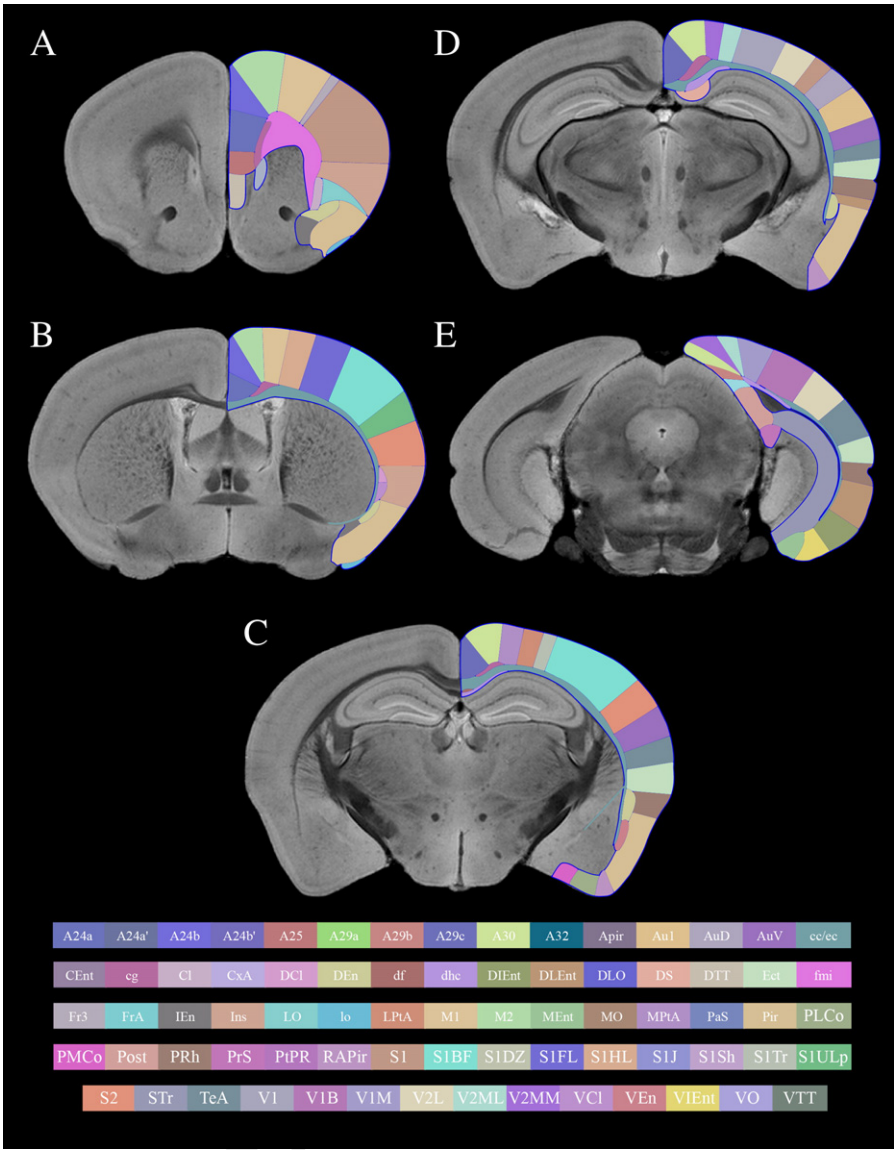 A
D
B
E
C
A24a A24a' A24b A24b' A25 A29a A29b A29c A30 A32 Apir Au1 AuD AuV cc/ec
CEnt cg Cl CxA DCl DEn df dhc DIEnt DLEnt DLO DS DTT Ect fmi
Fr3 FrA IEn Ins LO lo LPtA M1 M2 MEnt MO MPtA PaS Pir PLCo
PMCo Post PRh PrS PtPR RAPir S1 S1BF S1DZ S1FL S1HL S1J S1Sh S1Tr S1ULp
S2 STr TeA V1 V1B V1M V2L V2ML V2MM VCl VEn VIEnt VO VTT